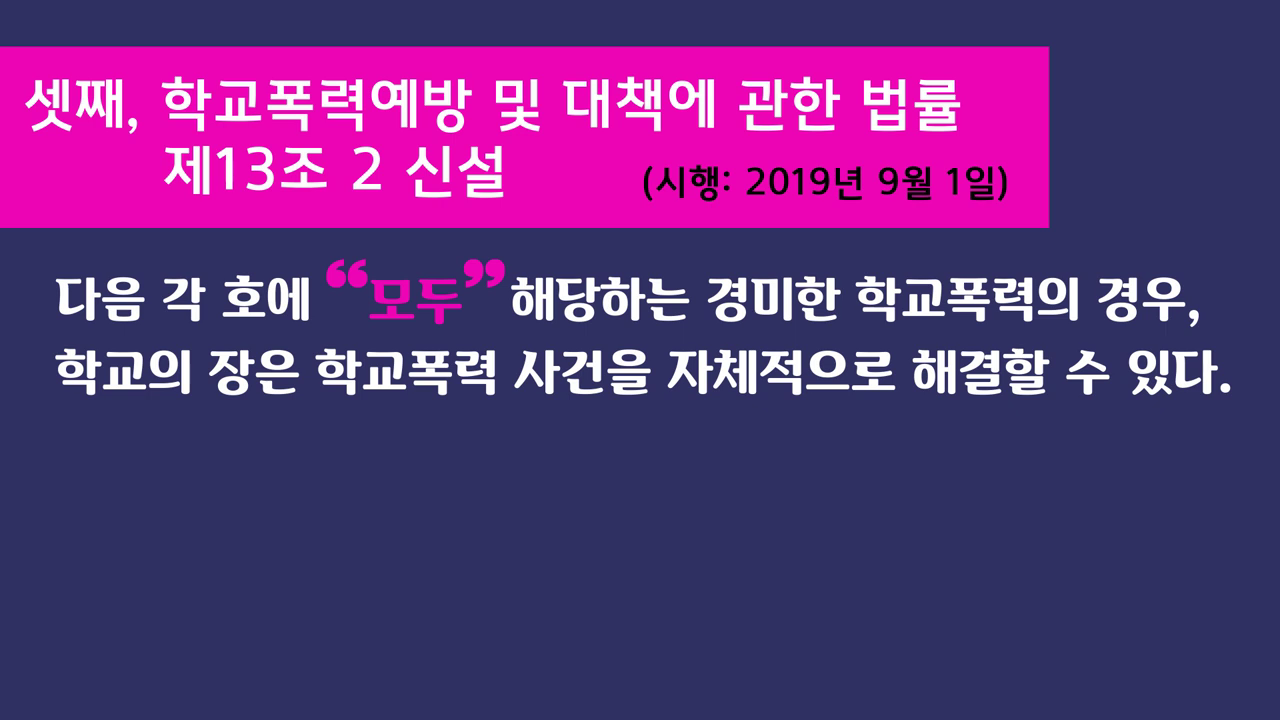 셋째, 학교폭력예방 및 대책에 관한 법률
제13조 2 신설 (시행: 2019년 9월 1일)
다음 각 호에 “모두” 해당하는 경미한 학교폭력의 경우,
학교의 장은 학교폭력 사건을 자체적으로 해결할 수 있다.